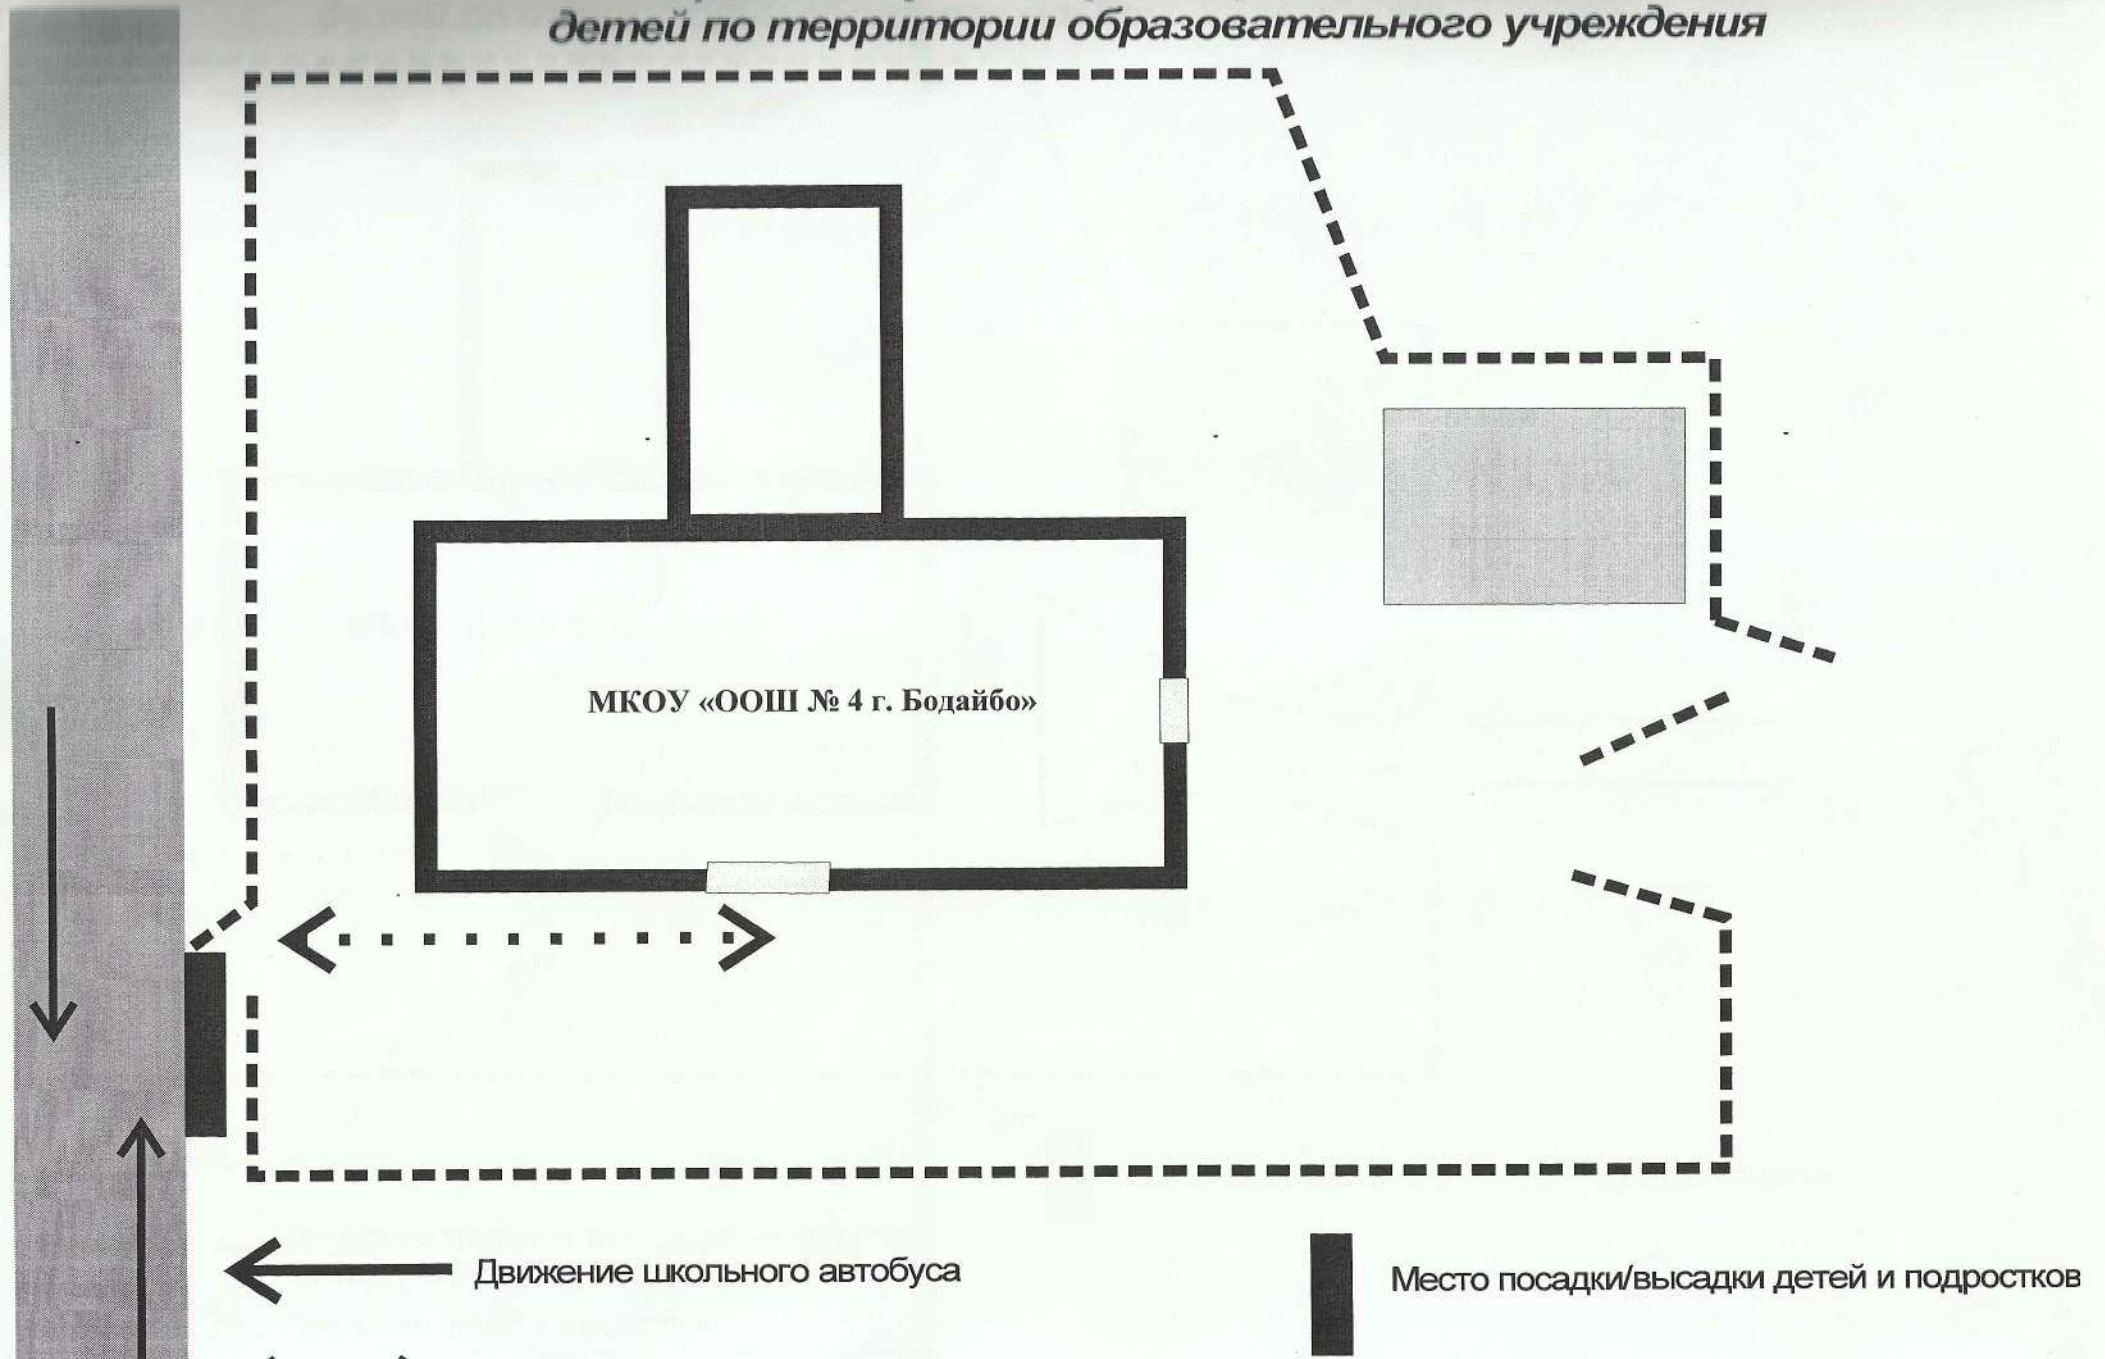 детей по территории образовательного учреждения
МКОУ «ООШ № 4 г. Бодайбо»
Движение школьного автобуса
Место посадки/высадки детей и подростков